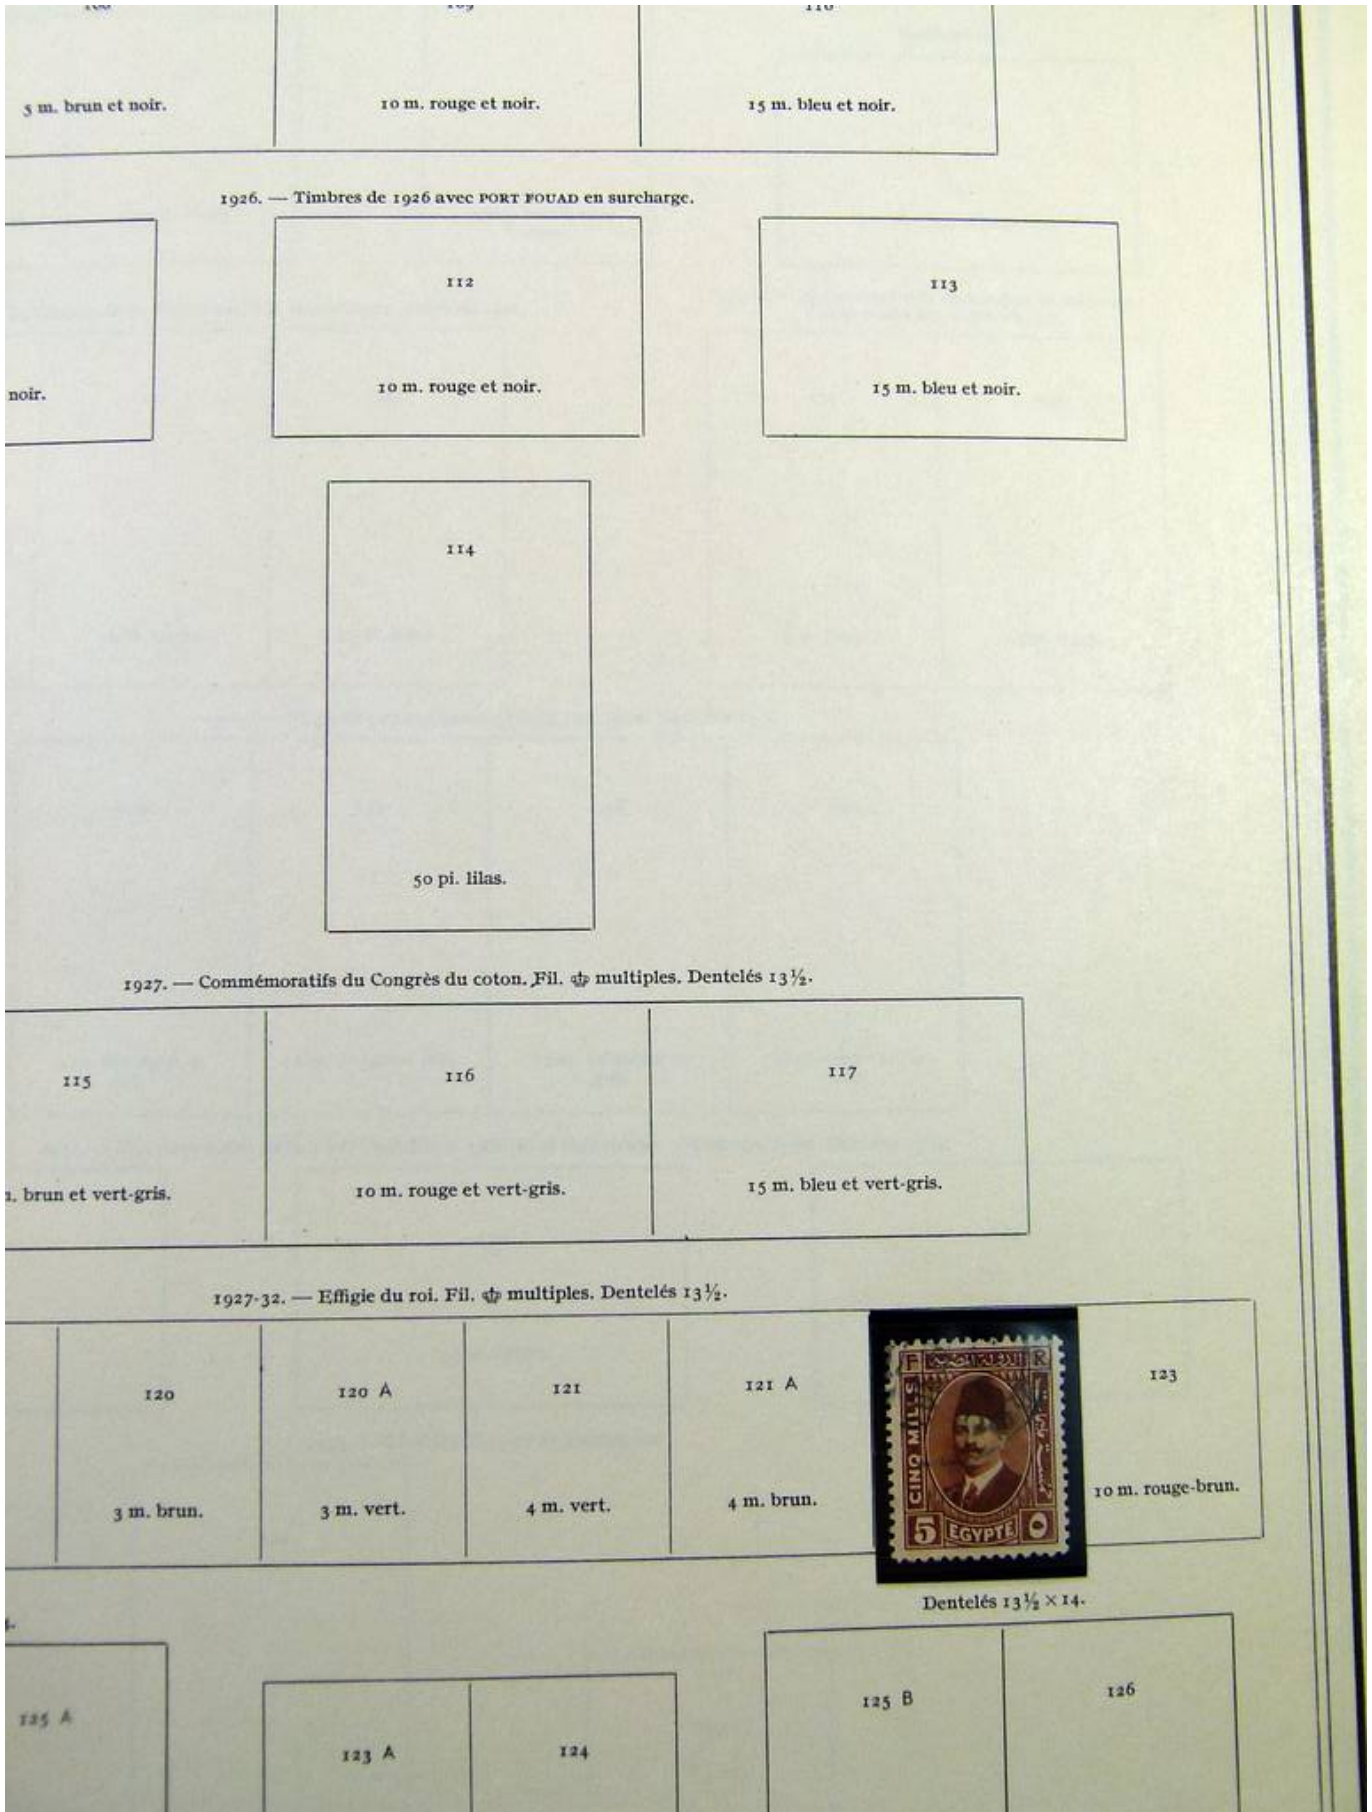 109
110
5 m. brun et noir.
10 m. rouge et noir.
15 m. bleu et noir.
1926. — Timbres de 1926 avec PORT FOUAD en surcharge.
112
113
noir.
10 m. rouge et noir.
15 m. bleu et noir.
114
50 pi. lilas.
1927. — Commémoratifs du Congrès du coton. Fil. multiples. Dentelés 13½.
115
116
117
brun et vert-gris.
10 m. rouge et vert-gris.
15 m. bleu et vert-gris.
1927-32. — Effigie du roi. Fil. multiples. Dentelés 13½.
120
120 A
121
121 A
123
3 m. brun.
3 m. vert.
4 m. vert.
4 m. brun.
10 m. rouge-brun.
F R
CINQ MILLS
5 EGYPTE ٥
Dentelés 13½ × 14.
125 A
123 A
124
125 B
126